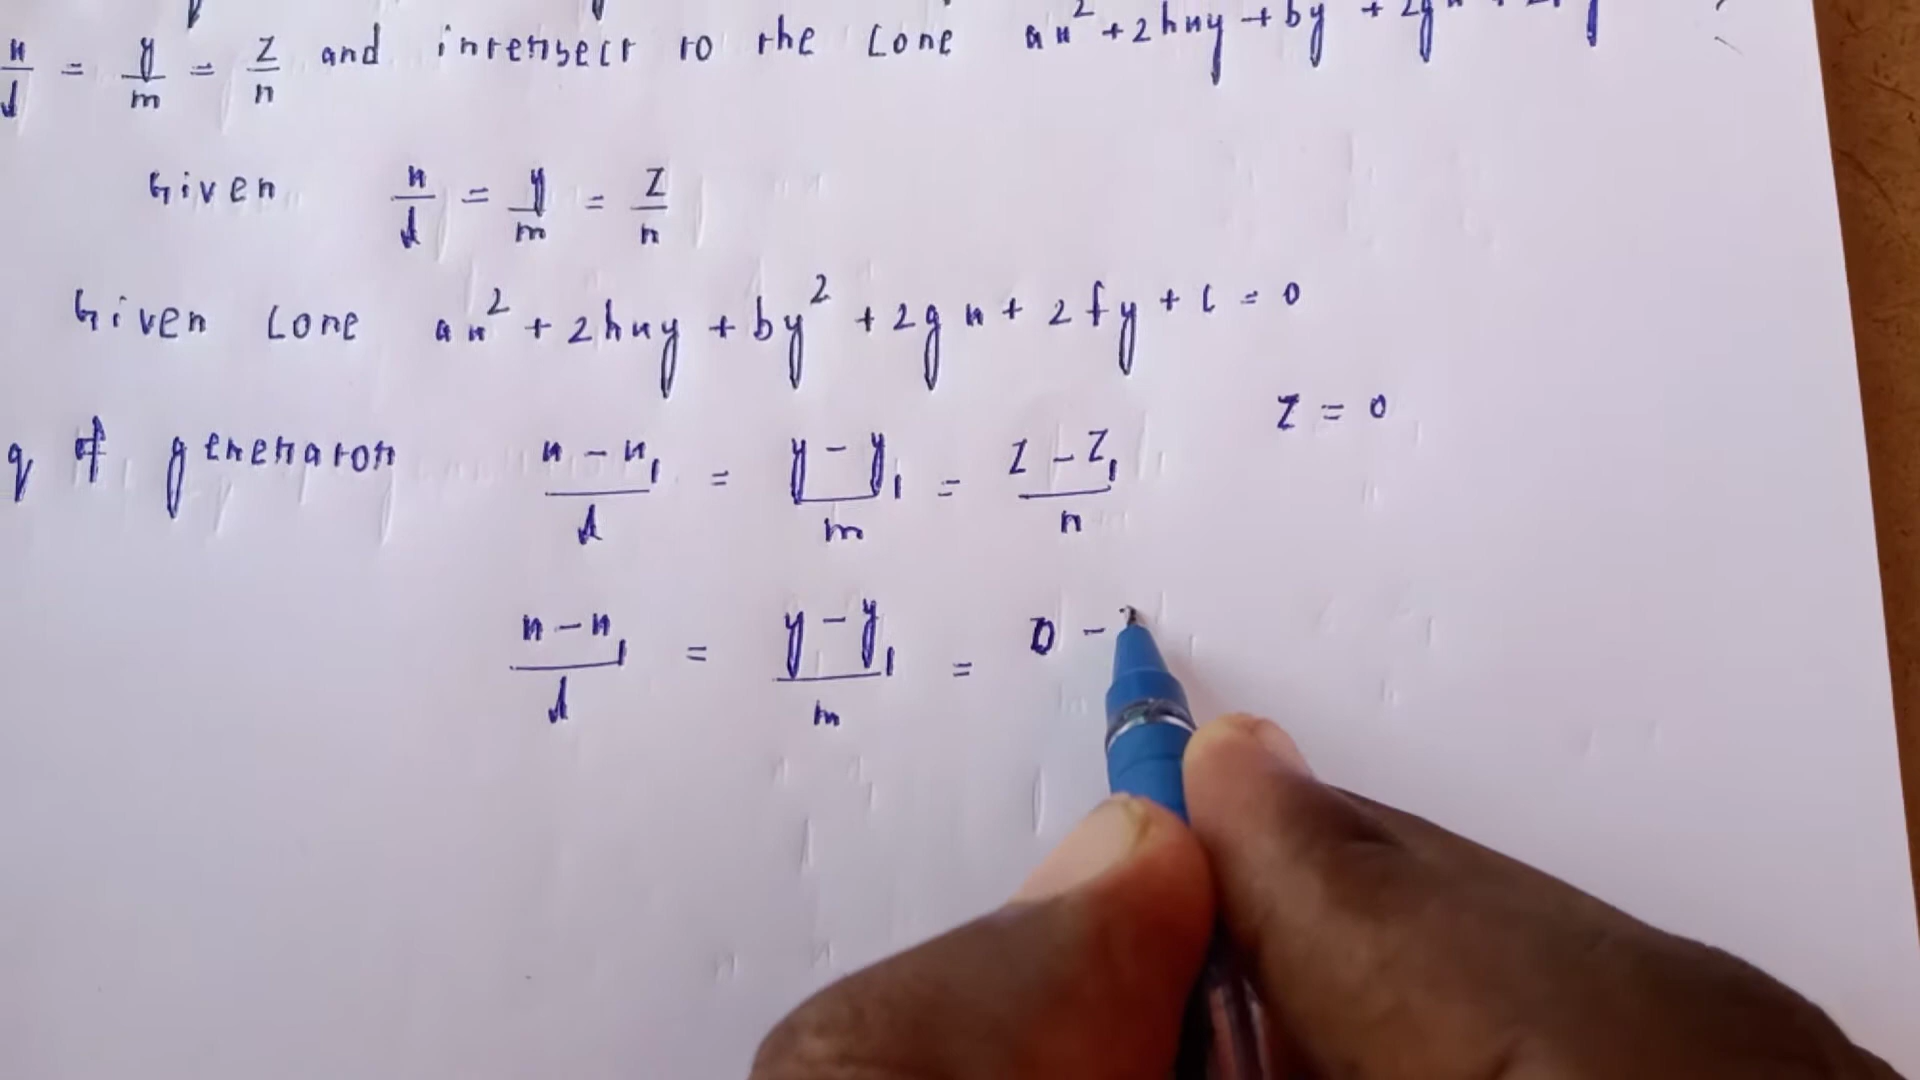 x/l = y/m = z/n and intersect to the cone ax² + 2hxy + by + 2g
Given x/l = y/m = z/n
Given cone ax² + 2hxy + by² + 2gx + 2fy + c = 0
z = 0
q of generator (x - x₁)/l = (y - y₁)/m = (z - z₁)/n
(x - x₁)/l = (y - y₁)/m = 0 -